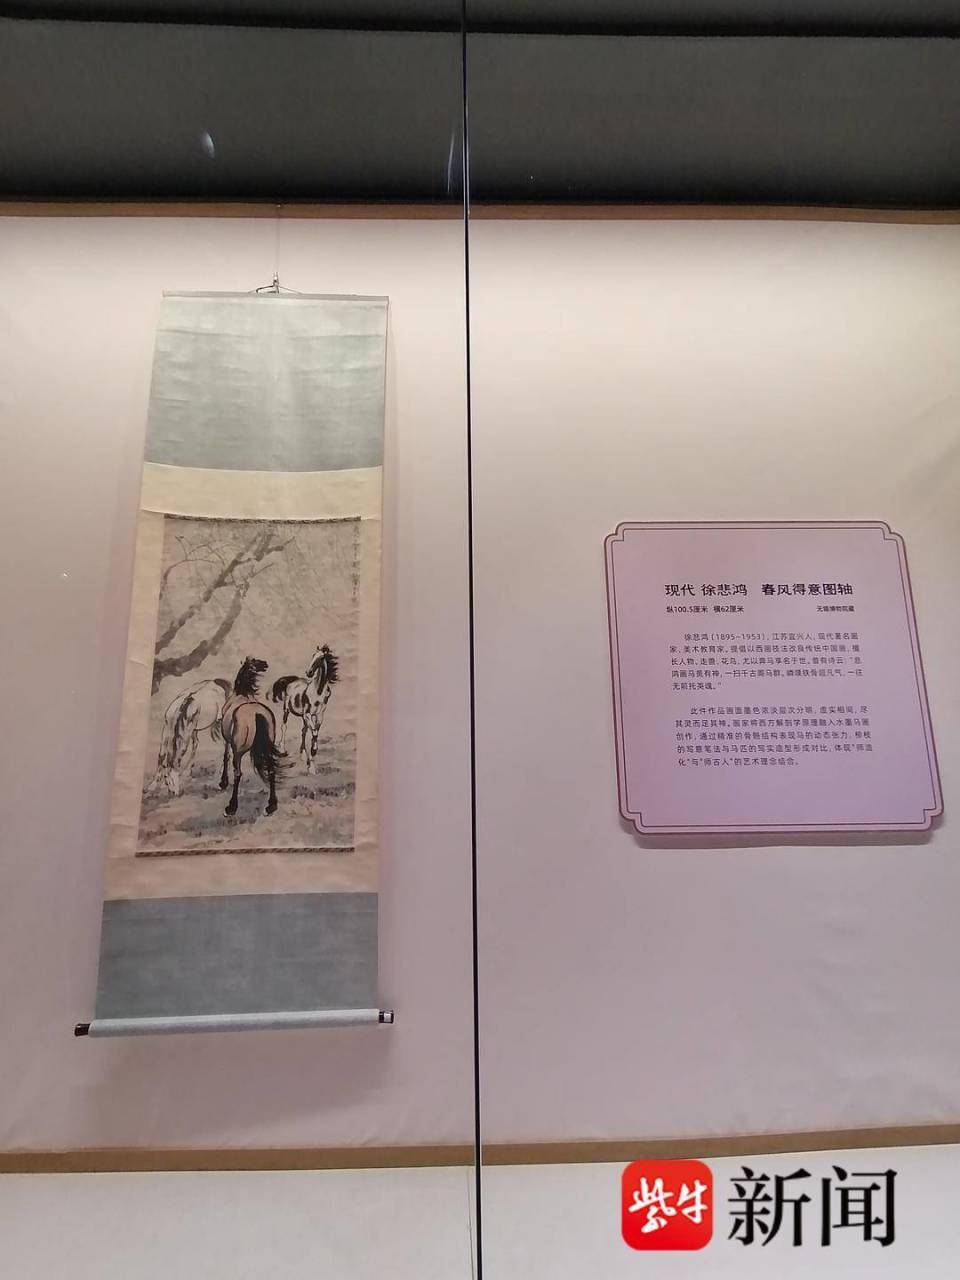 现代 徐悲鸿 春风得意图轴
纵100.5厘米 横62厘米 无锡博物院藏
徐悲鸿（1895~1953），江苏宜兴人，现代著名画
家、美术教育家。提倡以西画技法改良传统中国画，擅
长人物、走兽、花鸟，尤以奔马享名于世。曾有诗云："悲
鸿画马贵有神，一扫千古画马群。嶙嶙铁骨超凡气，一往
无前托英魂。"
此件作品画面墨色浓淡层次分明，虚实相间，尽
其灵而足其神。画家将西方解剖学原理融入水墨马画
创作，通过精准的骨骼结构表现马的动态张力，柳枝
的写意笔法与马匹的写实造型形成对比，体现"师造
化"与"师古人"的艺术理念结合。
紫牛新闻